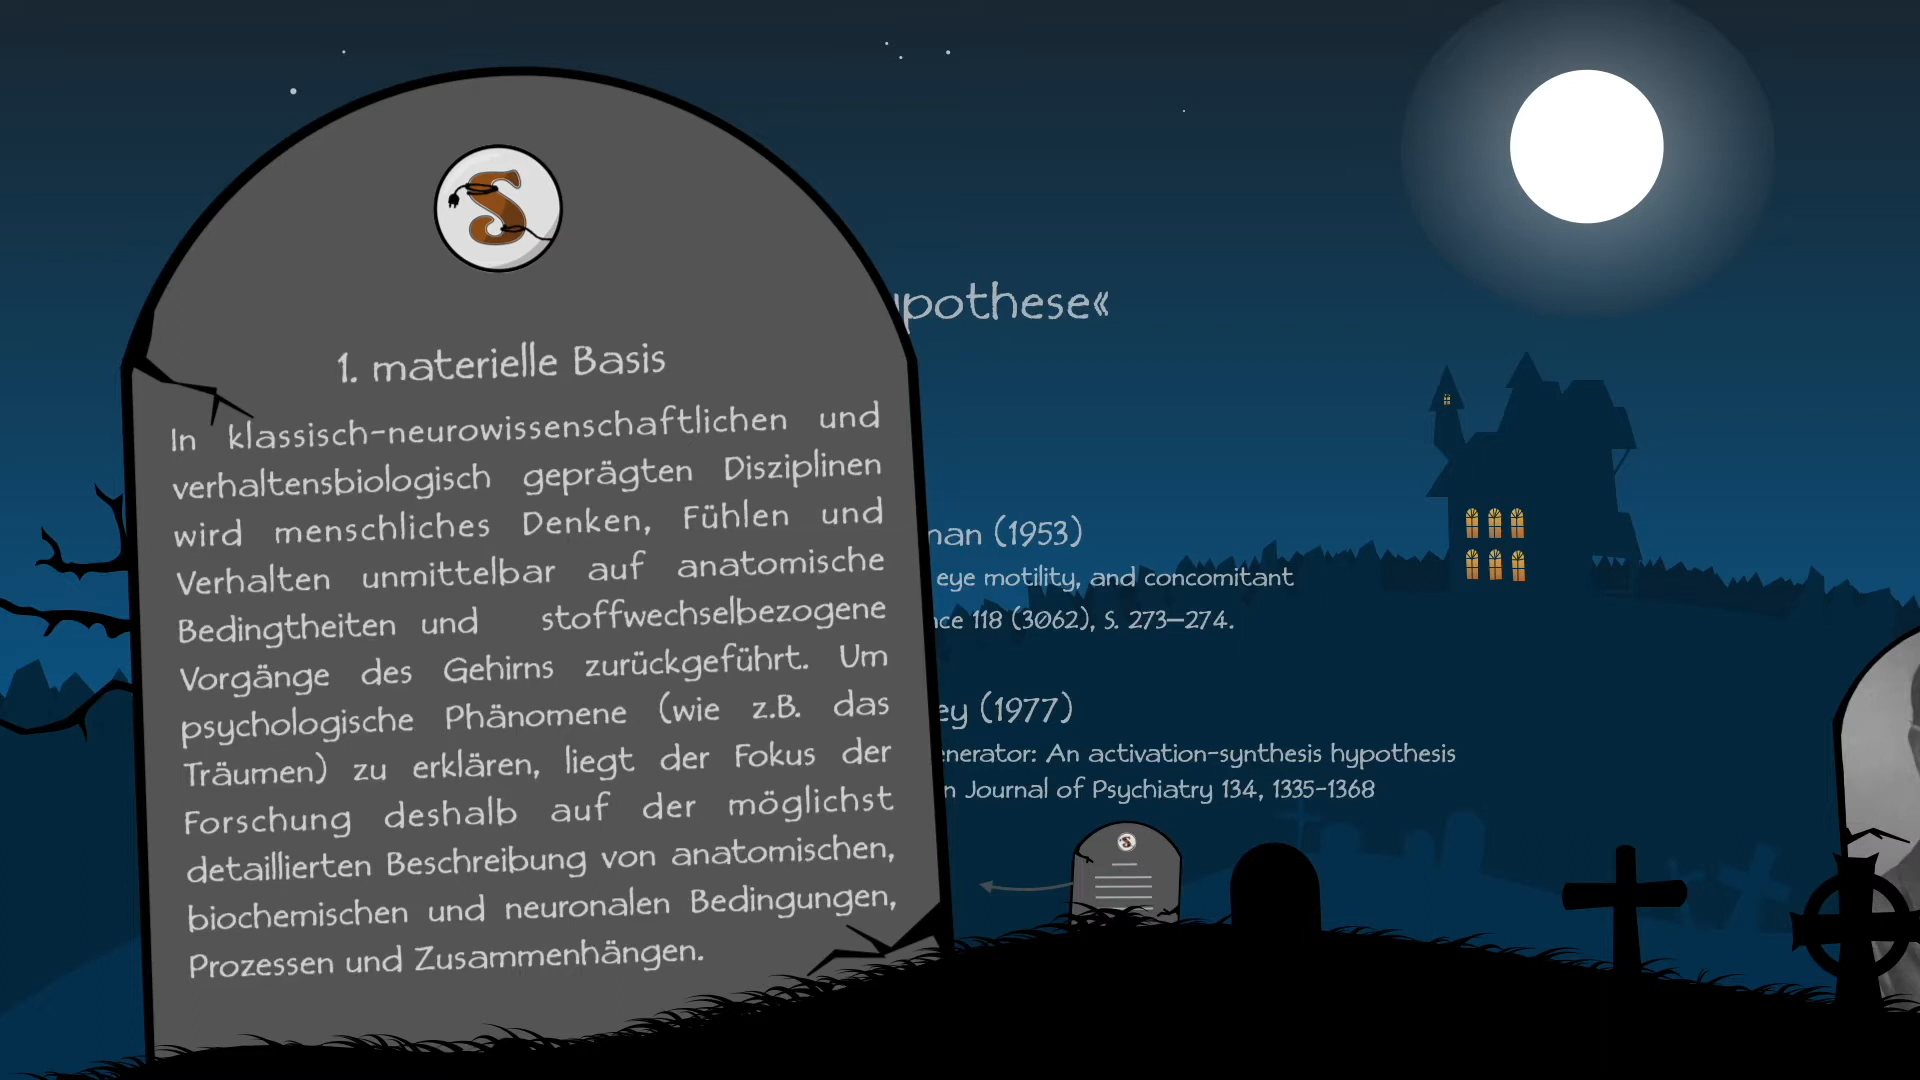 S
1. materielle Basis
In klassisch-neurowissenschaftlichen und
verhaltensbiologisch geprägten Disziplinen
wird menschliches Denken, Fühlen und
Verhalten unmittelbar auf anatomische
Bedingtheiten und stoffwechselbezogene
Vorgänge des Gehirns zurückgeführt. Um
psychologische Phänomene (wie z.B. das
Träumen) zu erklären, liegt der Fokus der
Forschung deshalb auf der möglichst
detaillierten Beschreibung von anatomischen,
biochemischen und neuronalen Bedingungen,
Prozessen und Zusammenhängen.
ypothese«
man (1953)
eye motility, and concomitant
nce 118 (3062), S. 273–274.
ey (1977)
enerator: An activation-synthesis hypothesis
n Journal of Psychiatry 134, 1335-1368
S